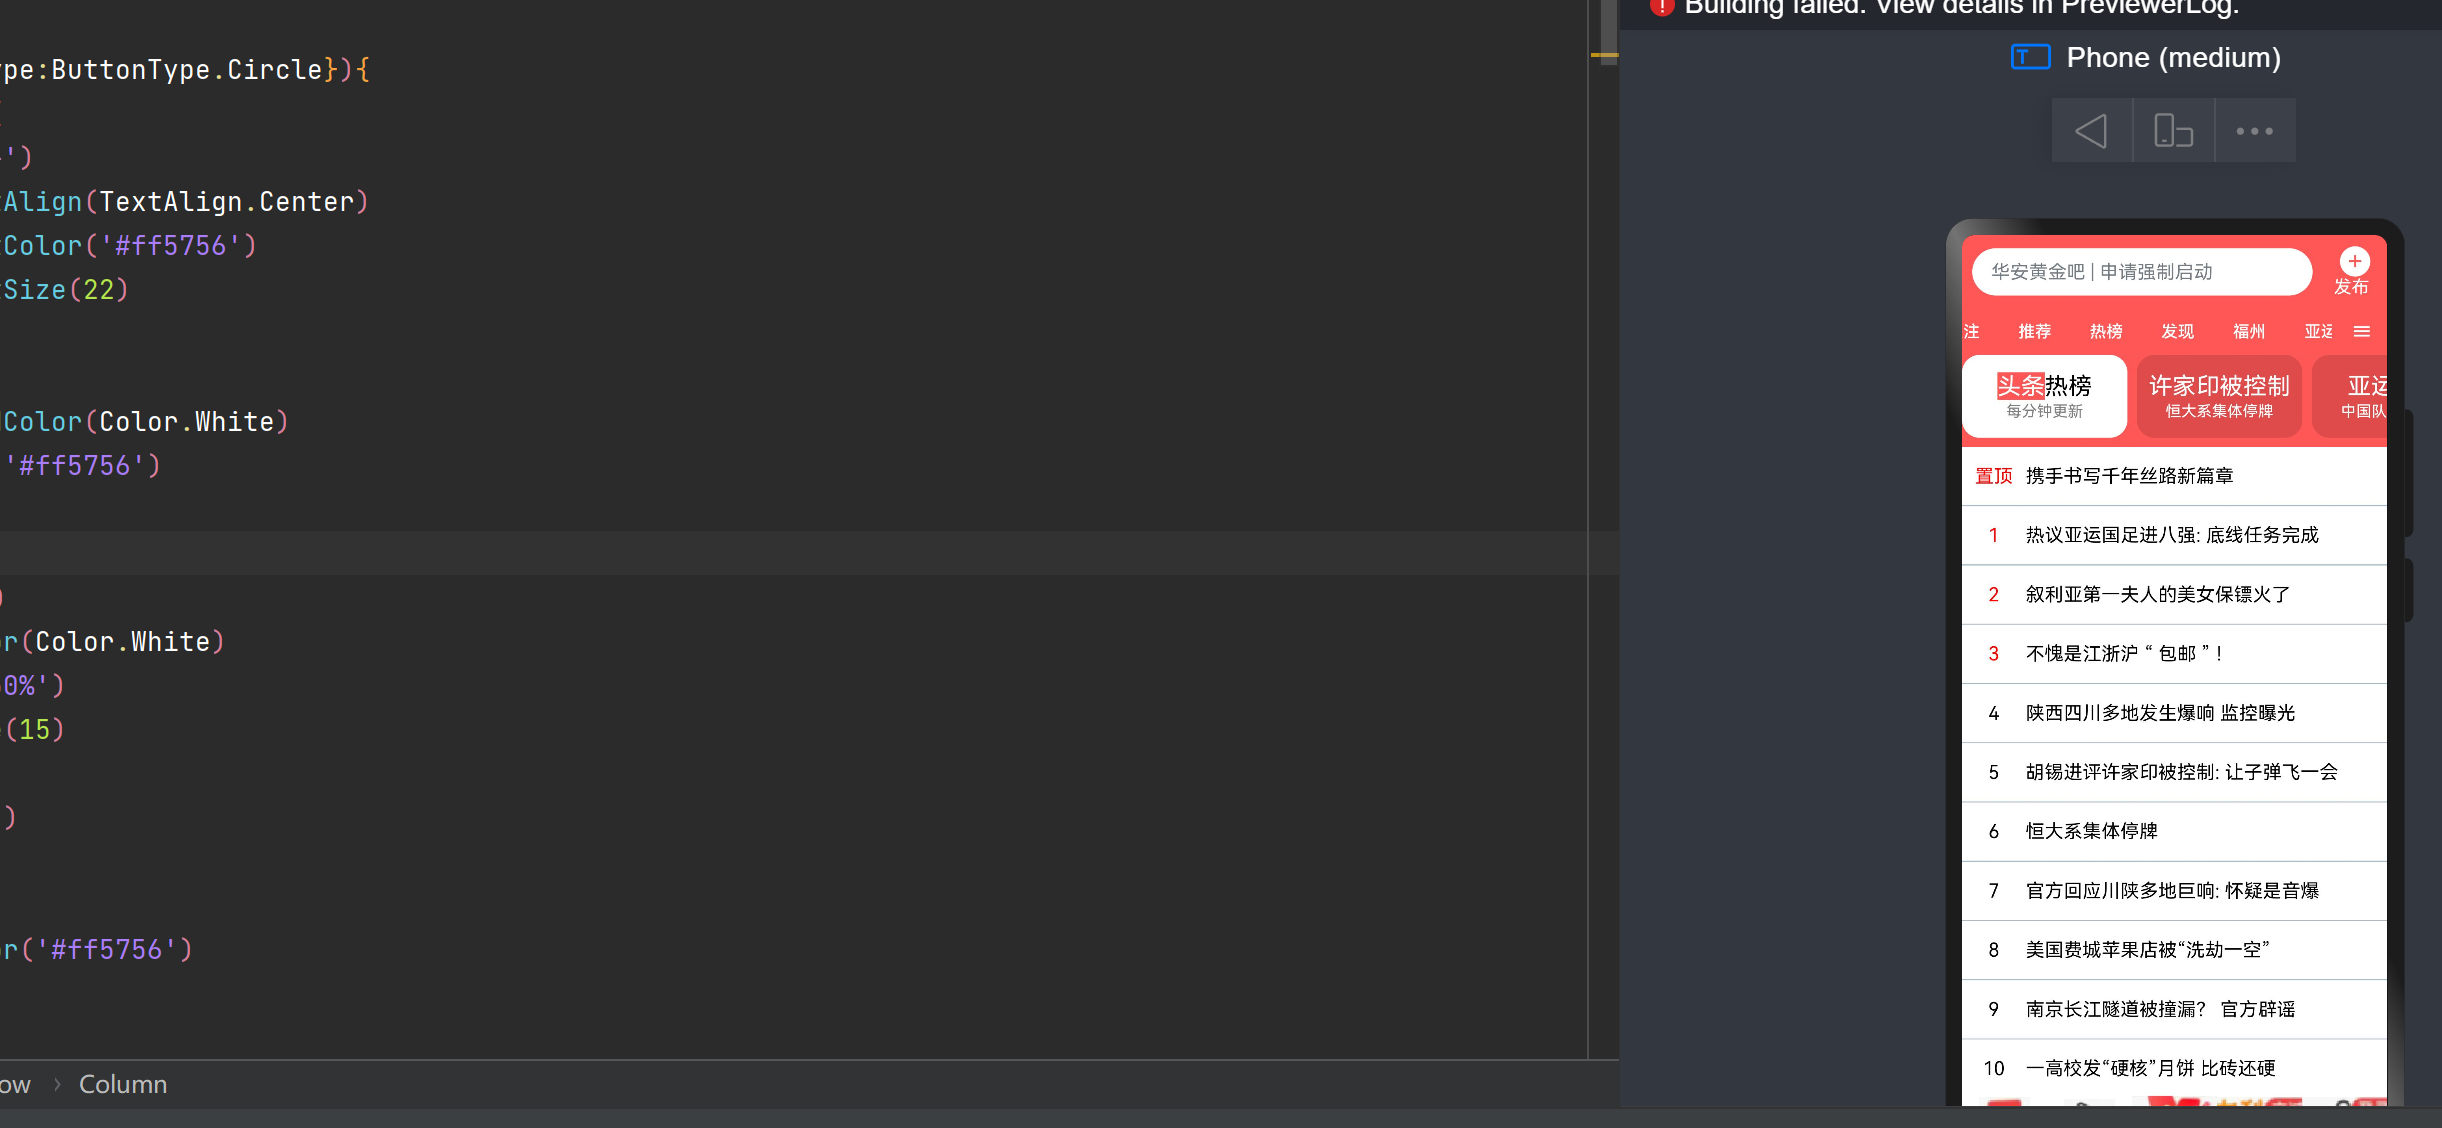 ype:ButtonType.Circle}){
')
Align(TextAlign.Center)
Color('#ff5756')
Size(22)
Color(Color.White)
'#ff5756')
)
r(Color.White)
0%')
(15)
)
r('#ff5756')
ow > Column
Building failed. View details in PreviewerLog.
Phone (medium)
华安黄金吧 | 申请强制启动
发布
注 推荐 热榜 发现 福州 亚运
头条热榜 许家印被控制 亚运
每分钟更新 恒大系集体停牌 中国队
置顶 携手书写千年丝路新篇章
1 热议亚运国足进八强: 底线任务完成
2 叙利亚第一夫人的美女保镖火了
3 不愧是江浙沪 “ 包邮 ” !
4 陕西四川多地发生爆响 监控曝光
5 胡锡进评许家印被控制: 让子弹飞一会
6 恒大系集体停牌
7 官方回应川陕多地巨响: 怀疑是音爆
8 美国费城苹果店被“洗劫一空”
9 南京长江隧道被撞漏? 官方辟谣
10 一高校发“硬核”月饼 比砖还硬